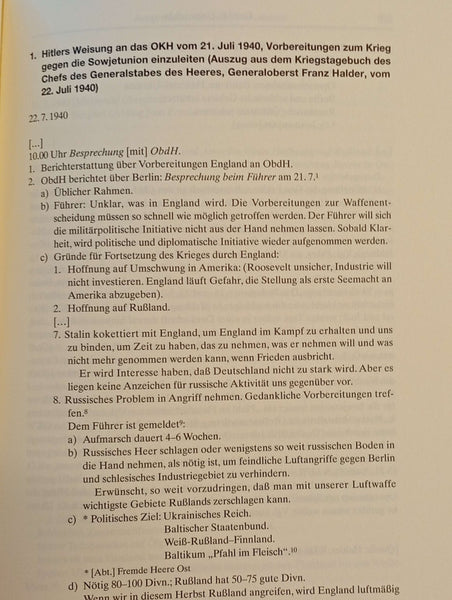 1. Hitlers Weisung an das OKH vom 21. Juli 1940, Vorbereitungen zum Krieg
gegen die Sowjetunion einzuleiten (Auszug aus dem Kriegstagebuch des
Chefs des Generalstabes des Heeres, Generaloberst Franz Halder, vom
22. Juli 1940)
22. 7. 1940
[...]
10.00 Uhr Besprechung [mit] ObdH.
1. Berichterstattung über Vorbereitungen England an ObdH.
2. ObdH berichtet über Berlin: Besprechung beim Führer am 21. 7.¹
a) Üblicher Rahmen.
b) Führer: Unklar, was in England wird. Die Vorbereitungen zur Waffenent-
scheidung müssen so schnell wie möglich getroffen werden. Der Führer will sich
die militärpolitische Initiative nicht aus der Hand nehmen lassen. Sobald Klar-
heit, wird politische und diplomatische Initiative wieder aufgenommen werden.
c) Gründe für Fortsetzung des Krieges durch England:
1. Hoffnung auf Umschwung in Amerika: (Roosevelt unsicher, Industrie will
nicht investieren. England läuft Gefahr, die Stellung als erste Seemacht an
Amerika abzugeben).
2. Hoffnung auf Rußland.
[...]
7. Stalin kokettiert mit England, um England im Kampf zu erhalten und uns
zu binden, um Zeit zu haben, das zu nehmen, was er nehmen will und was
nicht mehr genommen werden kann, wenn Frieden ausbricht.
Er wird Interesse haben, daß Deutschland nicht zu stark wird. Aber es
liegen keine Anzeichen für russische Aktivität uns gegenüber vor.
8. Russisches Problem in Angriff nehmen. Gedankliche Vorbereitungen tref-
fen.⁸
Dem Führer ist gemeldet⁹:
a) Aufmarsch dauert 4–6 Wochen.
b) Russisches Heer schlagen oder wenigstens so weit russischen Boden in
die Hand nehmen, als nötig ist, um feindliche Luftangriffe gegen Berlin
und schlesisches Industriegebiet zu verhindern.
Erwünscht, so weit vorzudringen, daß man mit unserer Luftwaffe
wichtigste Gebiete Rußlands zerschlagen kann.
c) * Politisches Ziel: Ukrainisches Reich.
Baltischer Staatenbund.
Weiß-Rußland–Finnland.
Baltikum „Pfahl im Fleisch“.¹⁰
* [Abt.] Fremde Heere Ost
d) Nötig 80–100 Divn.; Rußland hat 50–75 gute Divn.
Wenn wir in diesem Herbst Rußland angreifen, wird England luftmäßig